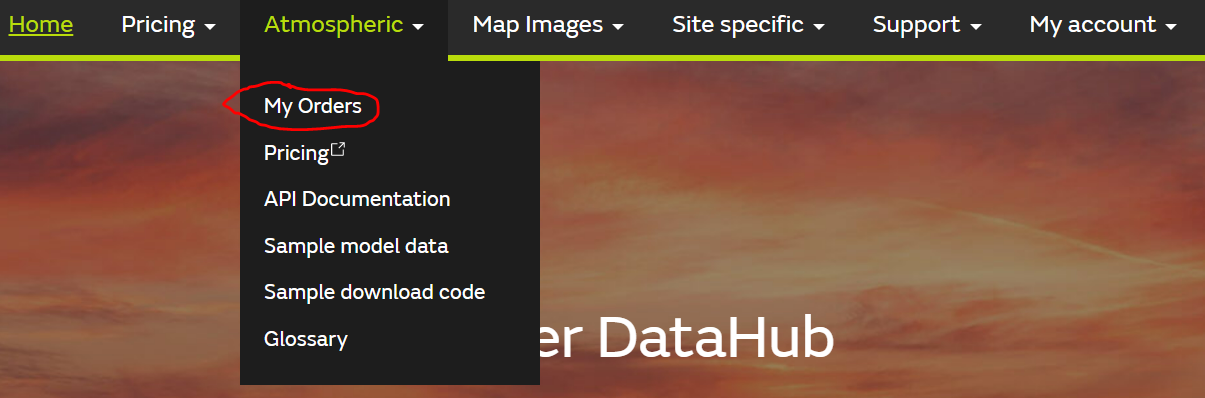 Home Pricing Atmospheric Map Images Site specific Support My account
My Orders
Pricing
API Documentation
Sample model data
Sample download code
Glossary
er DataHub